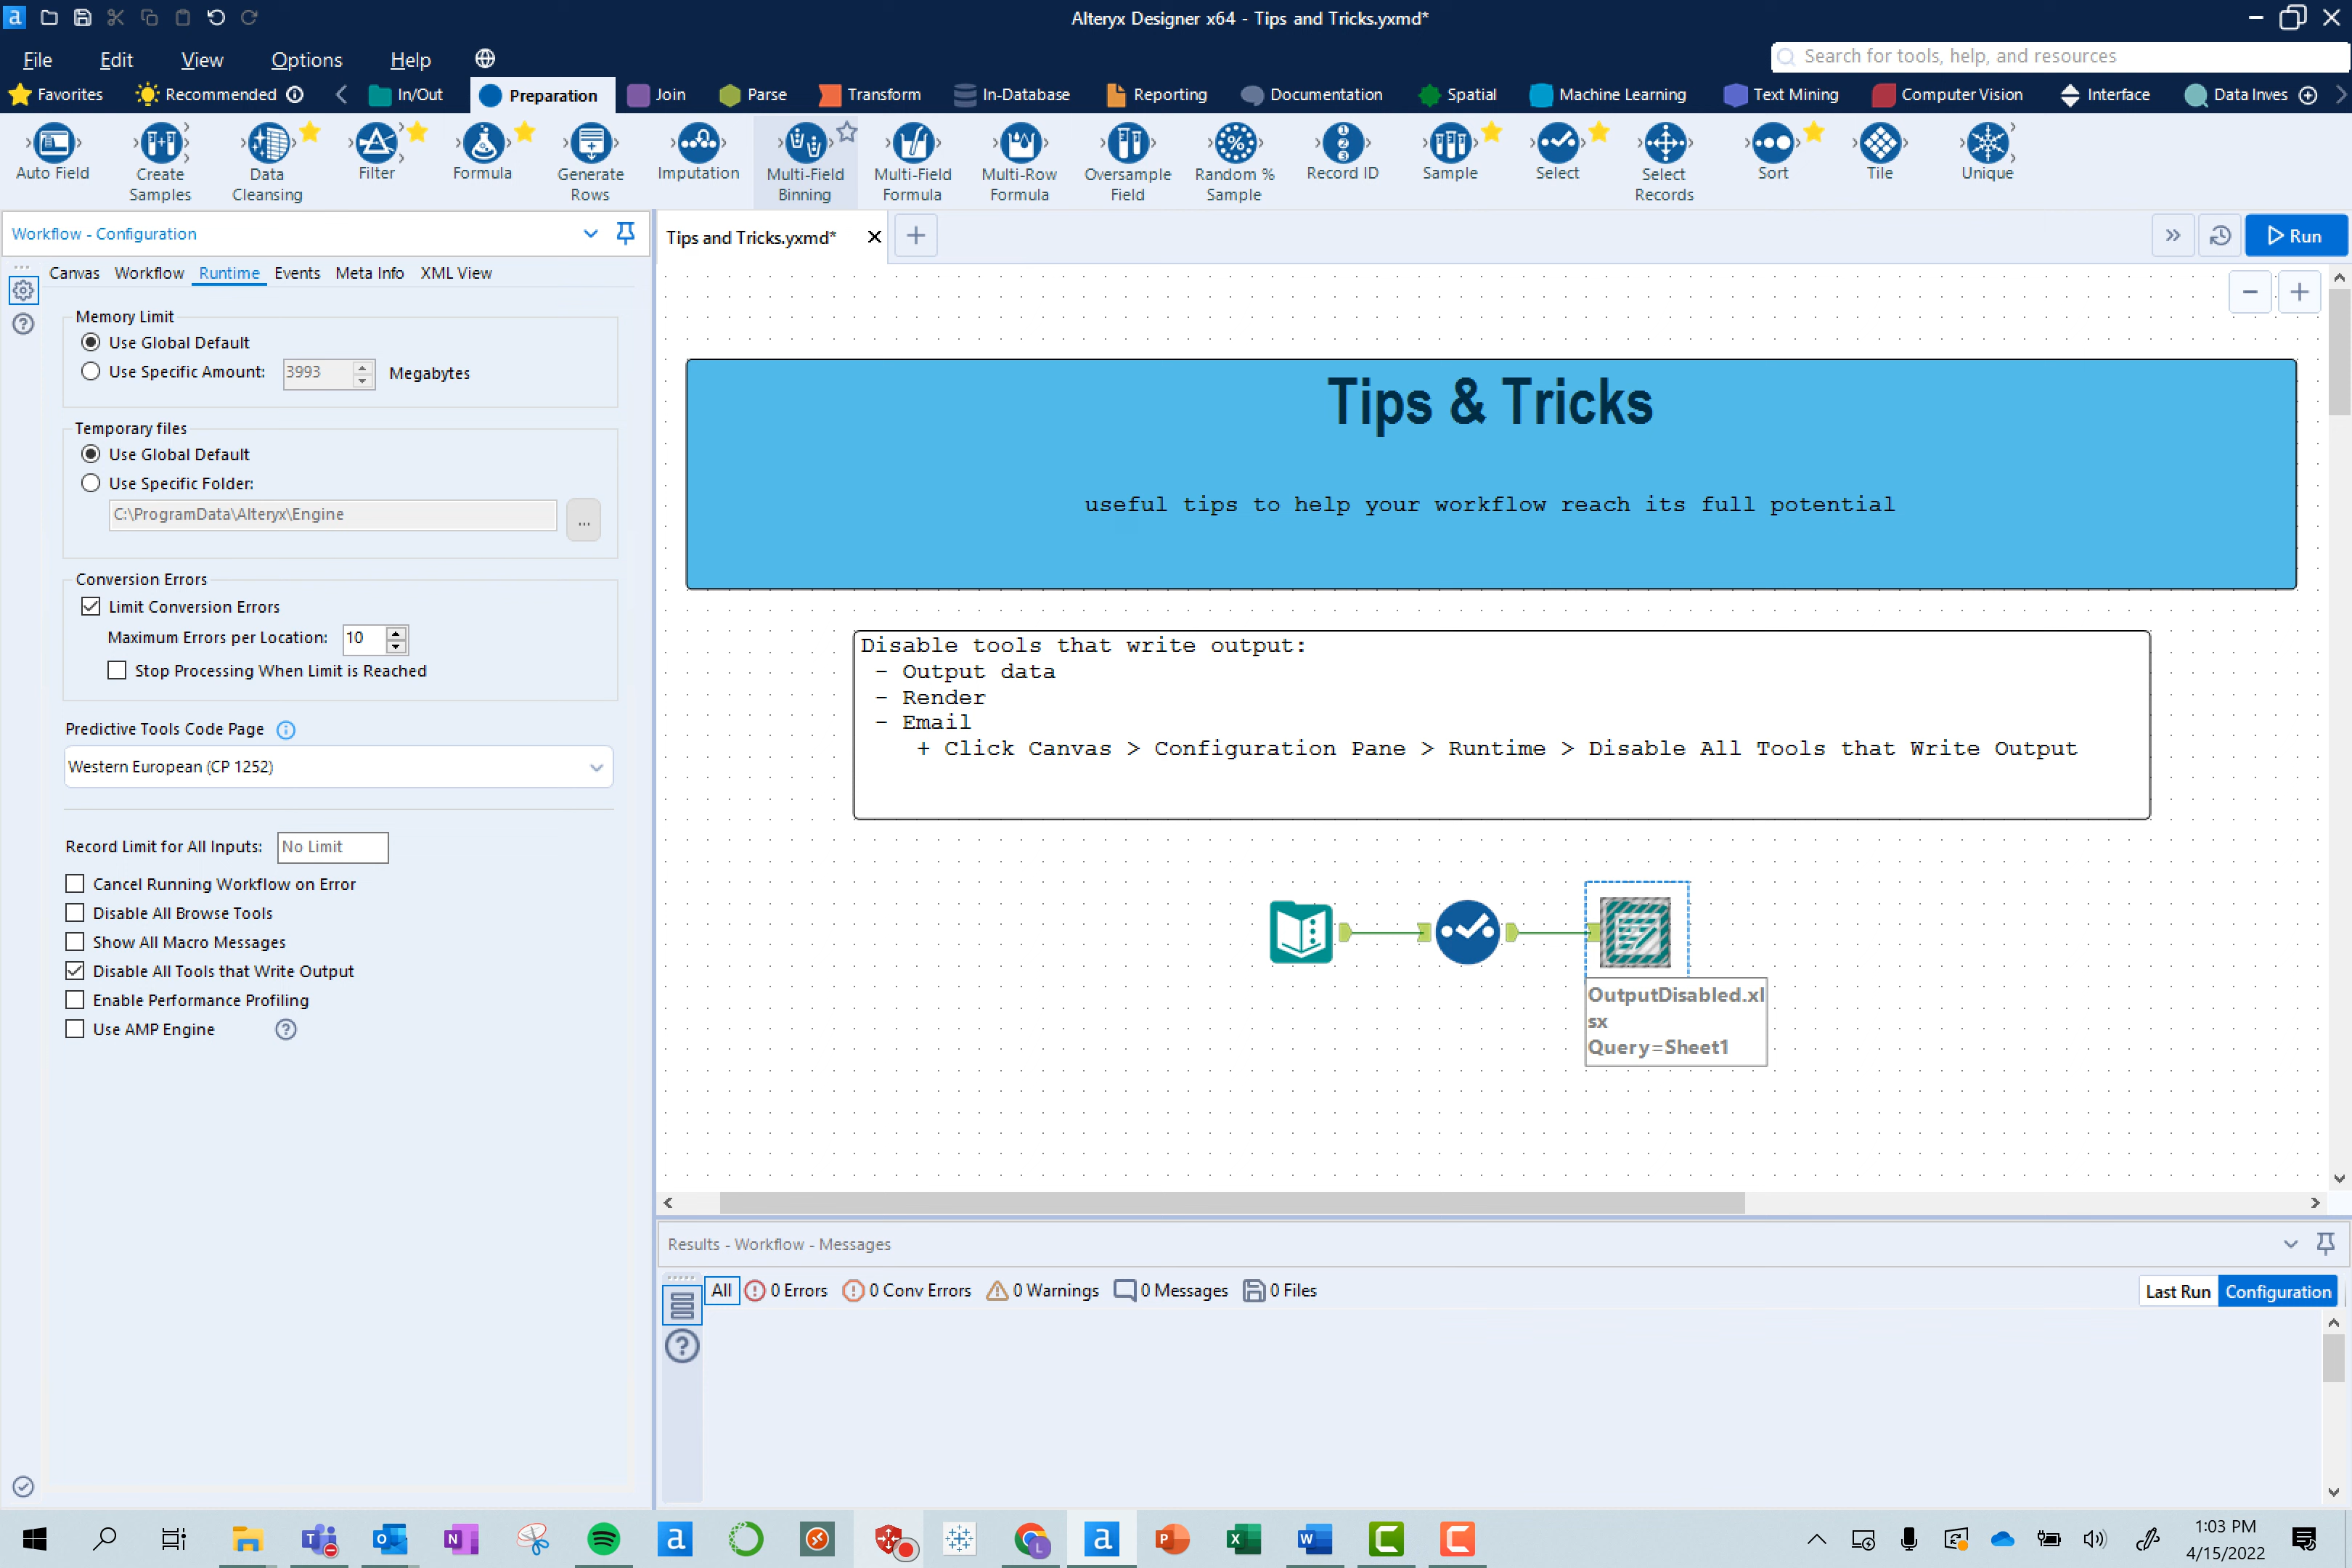 Alteryx Designer x64 - Tips and Tricks.yxmd*
File Edit View Options Help
Search for tools, help, and resources
Favorites Recommended In/Out Preparation Join Parse Transform In-Database Reporting Documentation Spatial Machine Learning Text Mining Computer Vision Interface Data Inves
Auto Field
Create
Samples
Data
Cleansing
Filter
Formula
Generate
Rows
Imputation
Multi-Field
Binning
Multi-Field
Formula
Multi-Row
Formula
Oversample
Field
Random %
Sample
Record ID
Sample
Select
Select
Records
Sort
Tile
Unique
Workflow - Configuration
Canvas Workflow Runtime Events Meta Info XML View
Memory Limit
Use Global Default
Use Specific Amount: 3993 Megabytes
Temporary files
Use Global Default
Use Specific Folder:
C:\ProgramData\Alteryx\Engine ...
Conversion Errors
Limit Conversion Errors
Maximum Errors per Location: 10
Stop Processing When Limit is Reached
Predictive Tools Code Page
Western European (CP 1252)
Record Limit for All Inputs: No Limit
Cancel Running Workflow on Error
Disable All Browse Tools
Show All Macro Messages
Disable All Tools that Write Output
Enable Performance Profiling
Use AMP Engine
Tips and Tricks.yxmd*
Run
Tips & Tricks
useful tips to help your workflow reach its full potential
Disable tools that write output:
- Output data
- Render
- Email
+ Click Canvas > Configuration Pane > Runtime > Disable All Tools that Write Output
OutputDisabled.xl
sx
Query=Sheet1
Results - Workflow - Messages
All 0 Errors 0 Conv Errors 0 Warnings 0 Messages 0 Files
Last Run Configuration
1:03 PM
4/15/2022